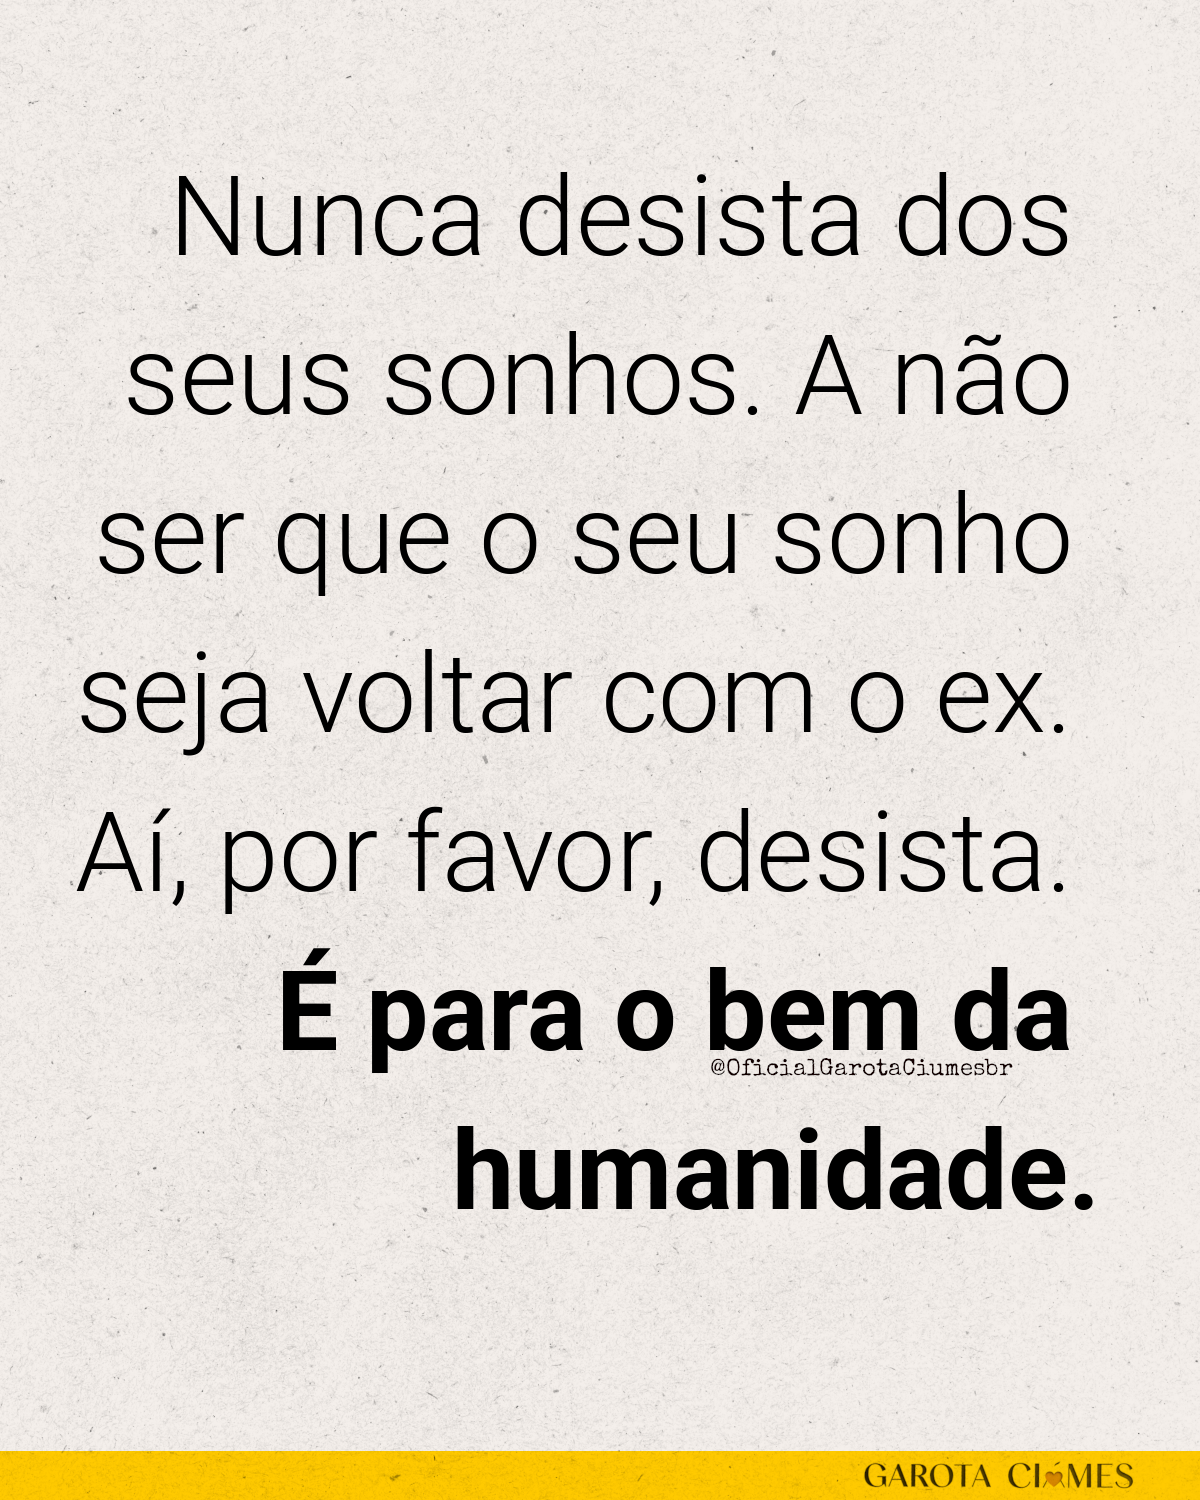 Nunca desista dos
seus sonhos. A não
ser que o seu sonho
seja voltar com o ex.
Aí, por favor, desista.
É para o bem da
@OficialGarotaCiumesbr
humanidade.
GAROTA CIÚMES